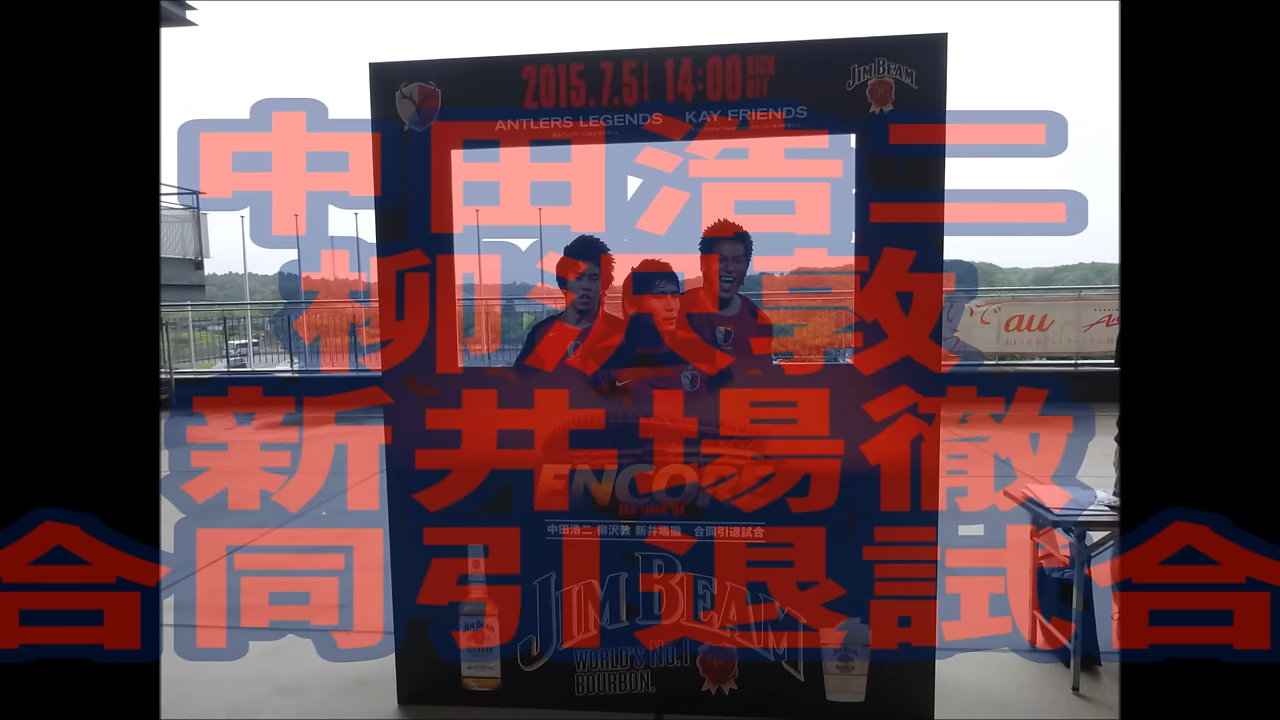 中田浩二
柳沢敦
新井場徹
合同引退試合
2015.7.5 14:00 KICK OFF
JIM BEAM
ANTLERS LEGENDS KAY FRIENDS
au
ENCORE
中田浩二 柳沢敦 新井場徹 合同引退試合
JIM BEAM
WORLD'S No.1
BOURBON.